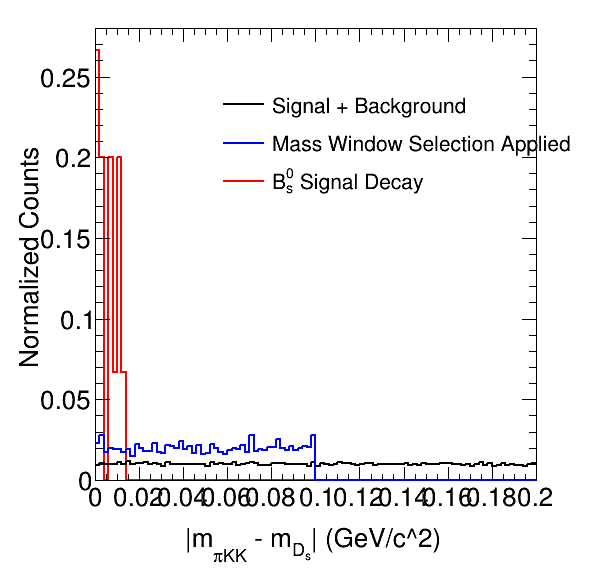 0.25
0.2
0.15
0.1
0.05
0
Normalized Counts
Signal + Background
Mass Window Selection Applied
B⁰ₛ Signal Decay
0 0.02 0.04 0.06 0.08 0.1 0.12 0.14 0.16 0.18 0.2
|m_πKK - m_Dₛ| (GeV/c^2)